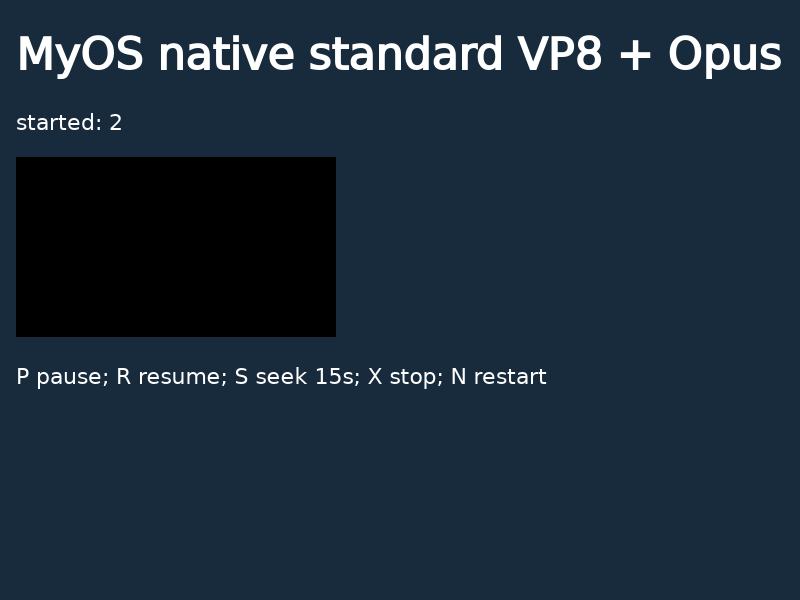 MyOS native standard VP8 + Opus
started: 2
P pause; R resume; S seek 15s; X stop; N restart